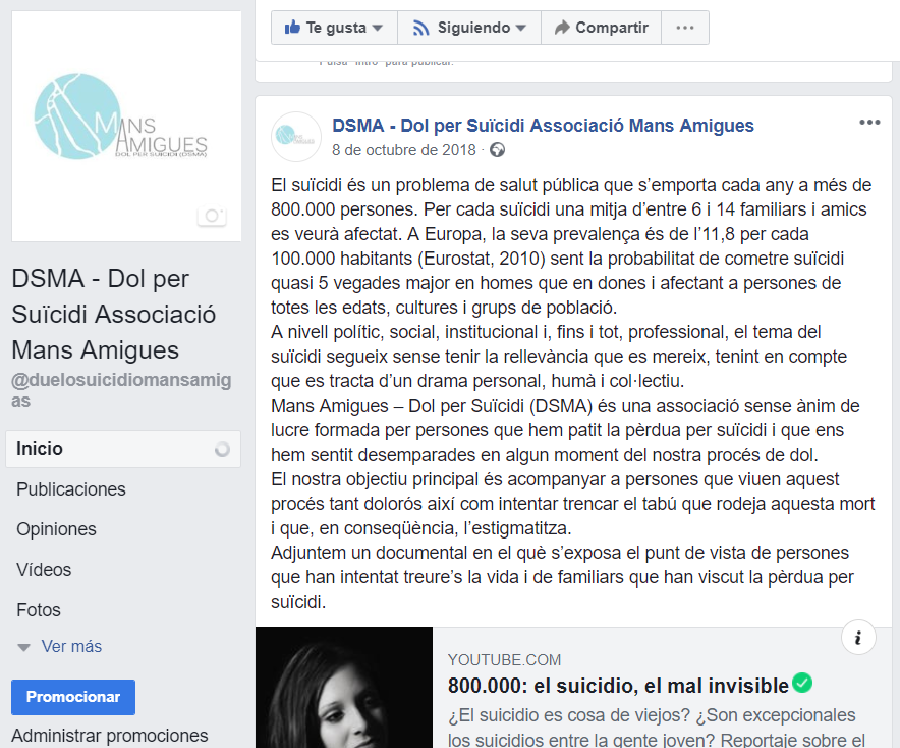 Te gusta
Siguiendo
Compartir
Pulsa "Intro" para publicar.
MANS
AMIGUES
DOL PER SUÏCIDI (DSMA)
DSMA - Dol per
Suïcidi Associació
Mans Amigues
@duelosuicidiomansamig
as
Inicio
Publicaciones
Opiniones
Vídeos
Fotos
Ver más
Promocionar
Administrar promociones
DSMA - Dol per Suïcidi Associació Mans Amigues
8 de octubre de 2018 ·
El suïcidi és un problema de salut pública que s'emporta cada any a més de
800.000 persones. Per cada suïcidi una mitja d'entre 6 i 14 familiars i amics
es veurà afectat. A Europa, la seva prevalença és de l'11,8 per cada
100.000 habitants (Eurostat, 2010) sent la probabilitat de cometre suïcidi
quasi 5 vegades major en homes que en dones i afectant a persones de
totes les edats, cultures i grups de població.
A nivell polític, social, institucional i, fins i tot, professional, el tema del
suïcidi segueix sense tenir la rellevància que es mereix, tenint en compte
que es tracta d'un drama personal, humà i col·lectiu.
Mans Amigues – Dol per Suïcidi (DSMA) és una associació sense ànim de
lucre formada per persones que hem patit la pèrdua per suïcidi i que ens
hem sentit desemparades en algun moment del nostra procés de dol.
El nostra objectiu principal és acompanyar a persones que viuen aquest
procés tant dolorós així com intentar trencar el tabú que rodeja aquesta mort
i que, en conseqüència, l'estigmatitza.
Adjuntem un documental en el què s'exposa el punt de vista de persones
que han intentat treure's la vida i de familiars que han viscut la pèrdua per
suïcidi.
YOUTUBE.COM
800.000: el suicidio, el mal invisible
¿El suicidio es cosa de viejos? ¿Son excepcionales
los suicidios entre la gente joven? Reportaje sobre el